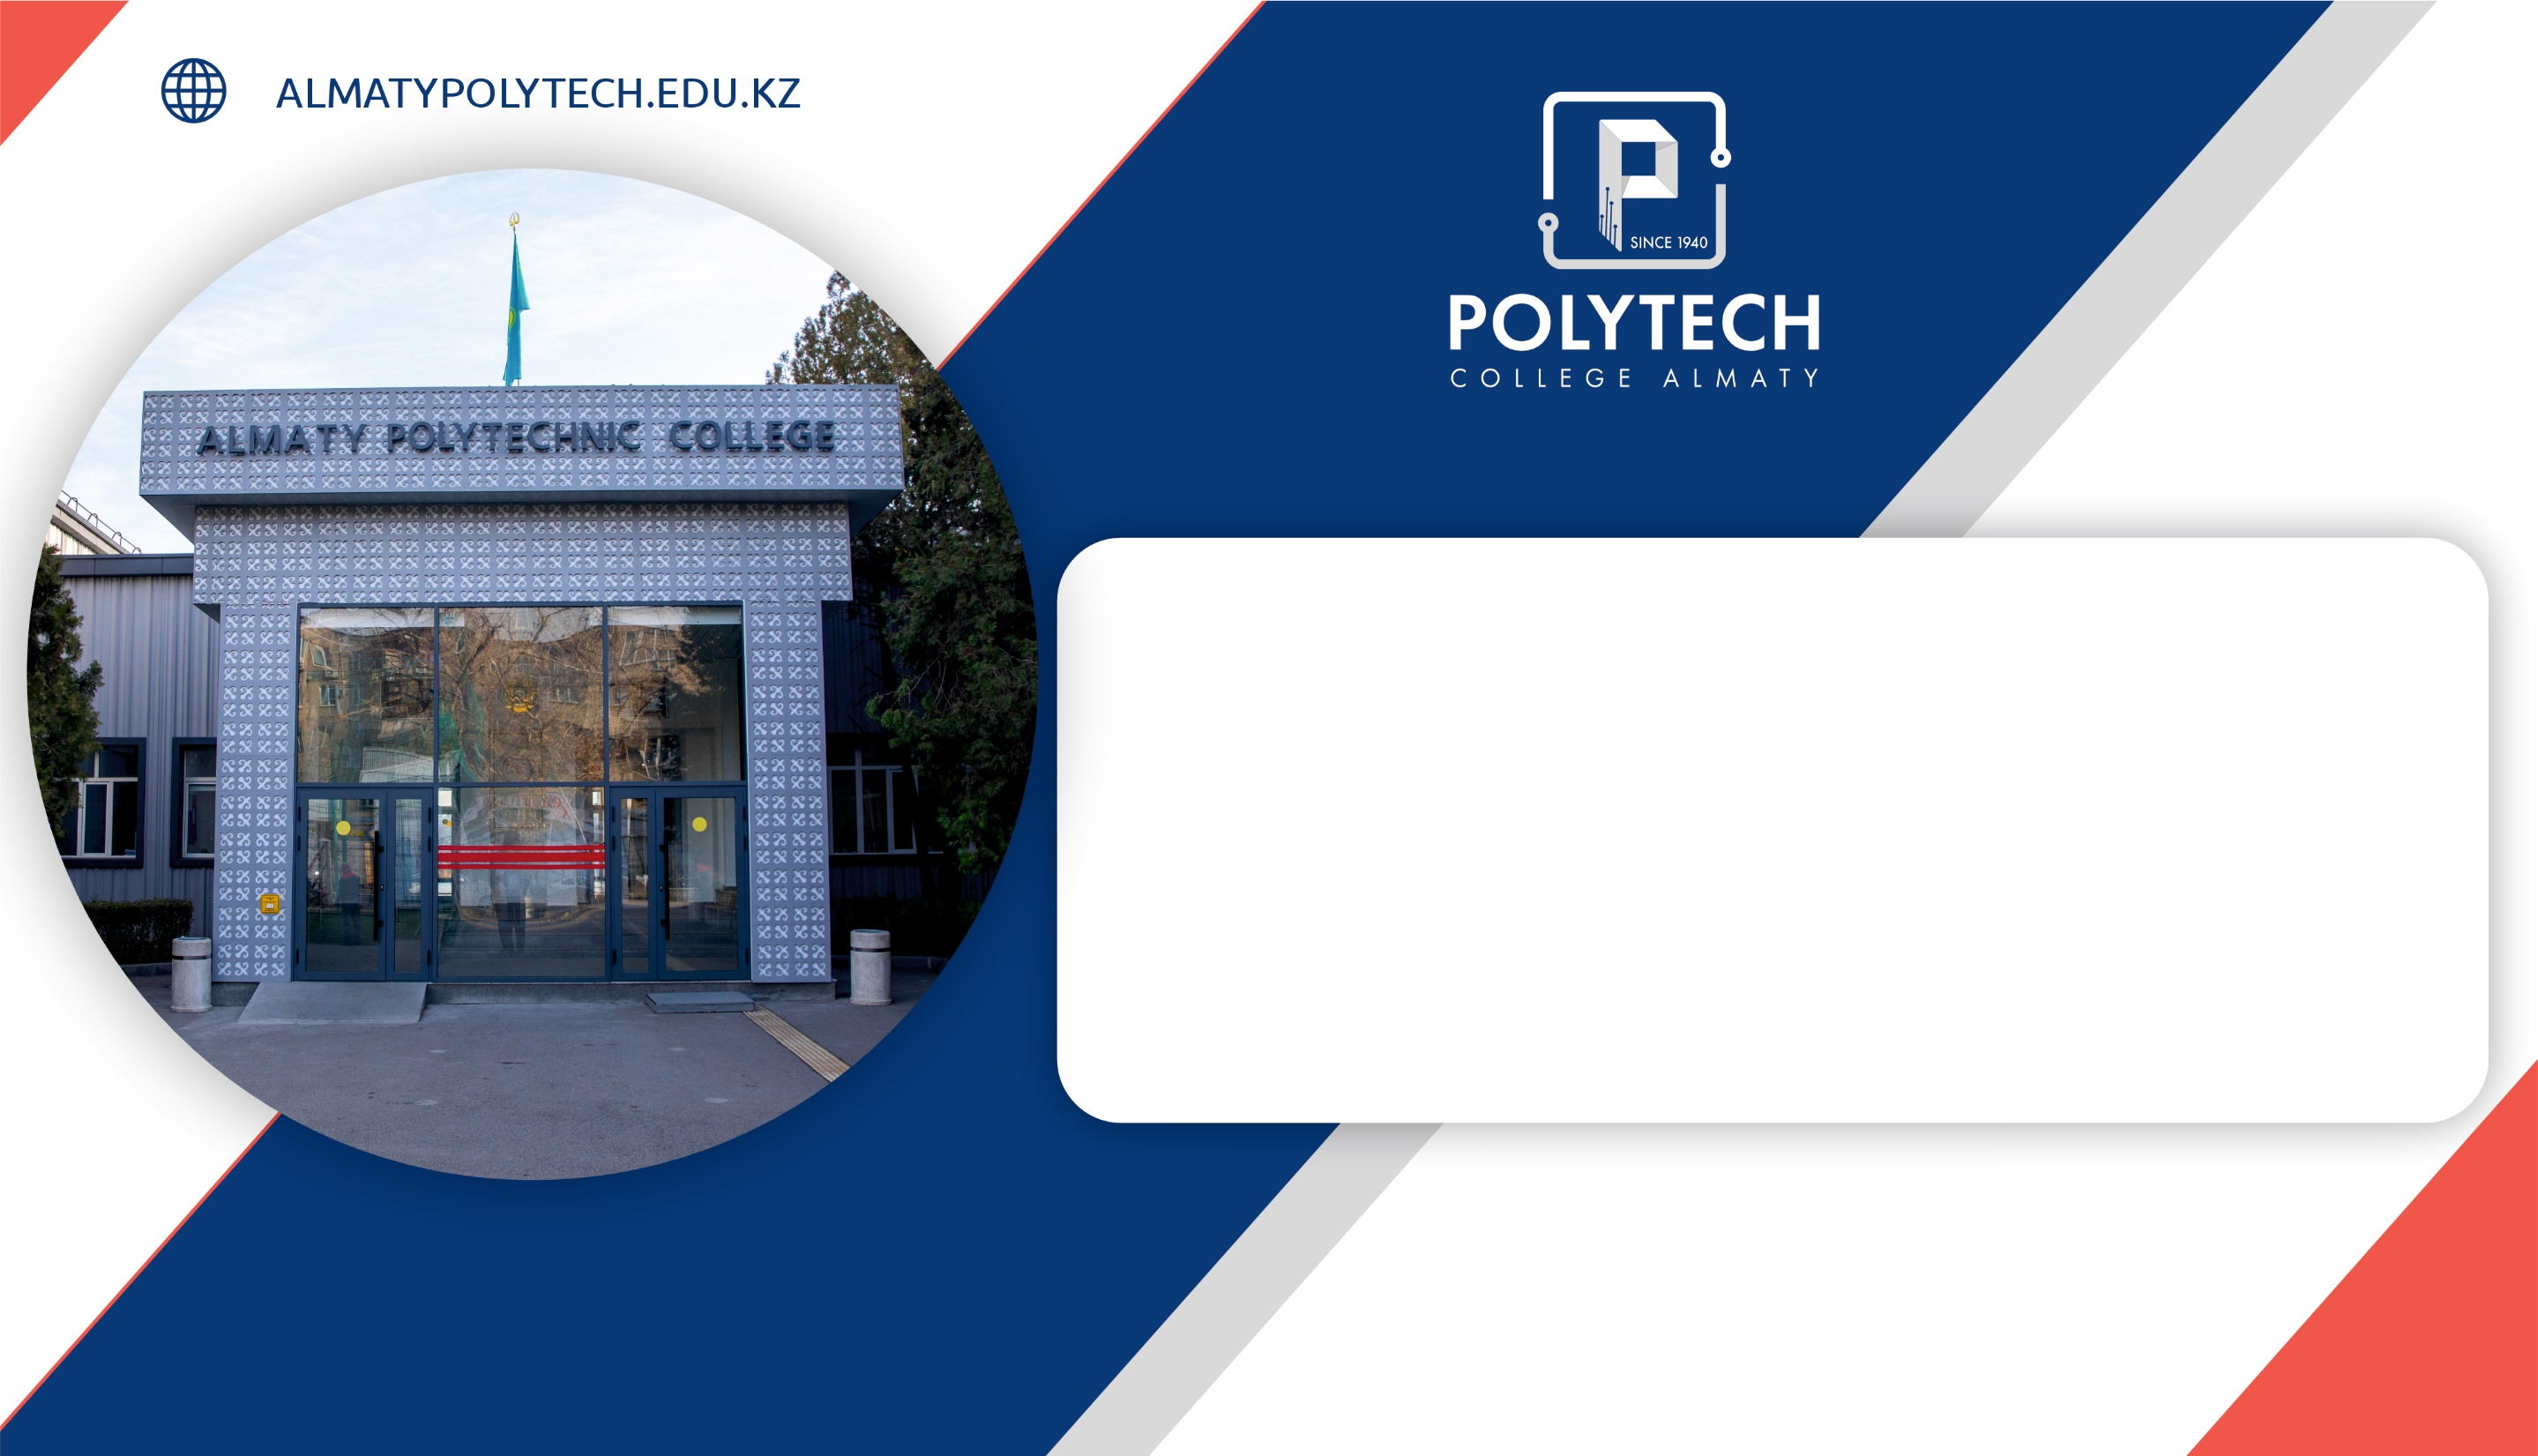 ALMATYPOLYTECH.EDU.KZ
SINCE 1940
POLYTECH
COLLEGE ALMATY
ALMATY POLYTECHNIC COLLEGE